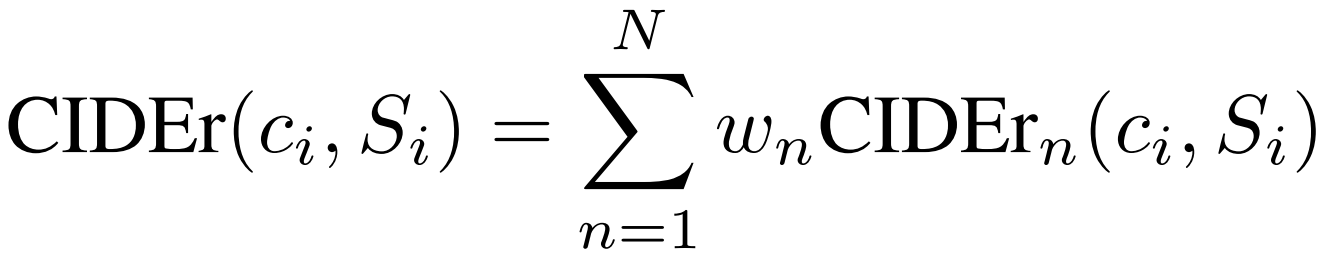 CIDEr(c_i, S_i) = \sum_{n=1}^{N} w_n CIDEr_n(c_i, S_i)